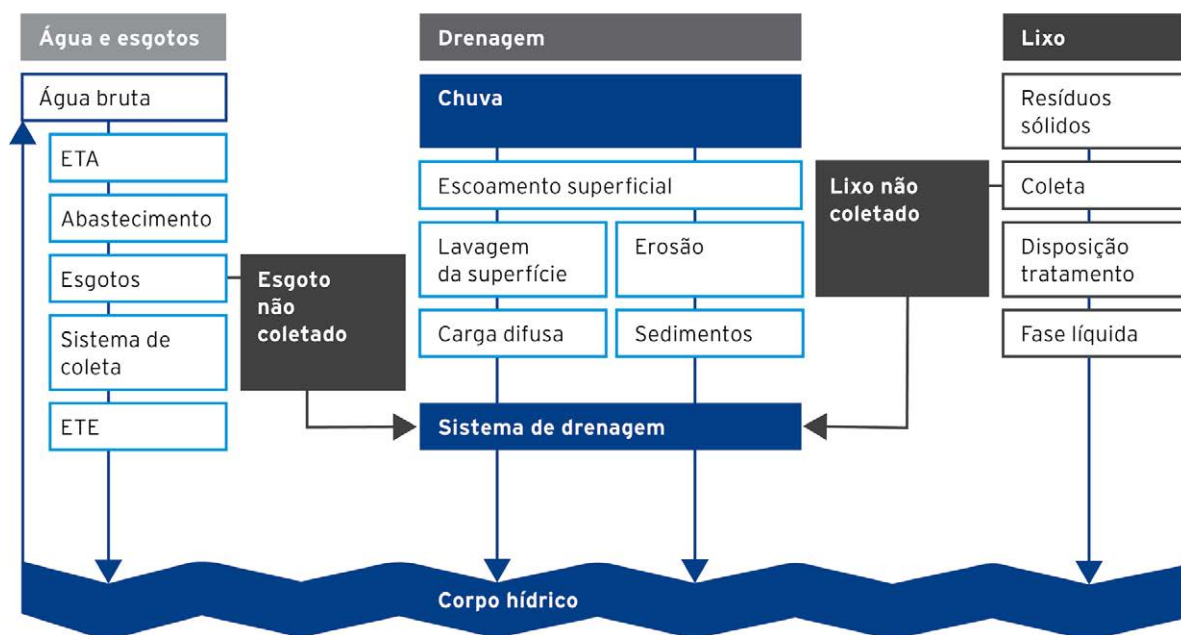 Água e esgotos
Água bruta
ETA
Abastecimento
Esgotos
Sistema de
coleta
ETE
Esgoto
não
coletado
Drenagem
Chuva
Escoamento superficial
Lavagem
da superfície
Erosão
Carga difusa
Sedimentos
Sistema de drenagem
Lixo não
coletado
Lixo
Resíduos
sólidos
Coleta
Disposição
tratamento
Fase líquida
Corpo hídrico